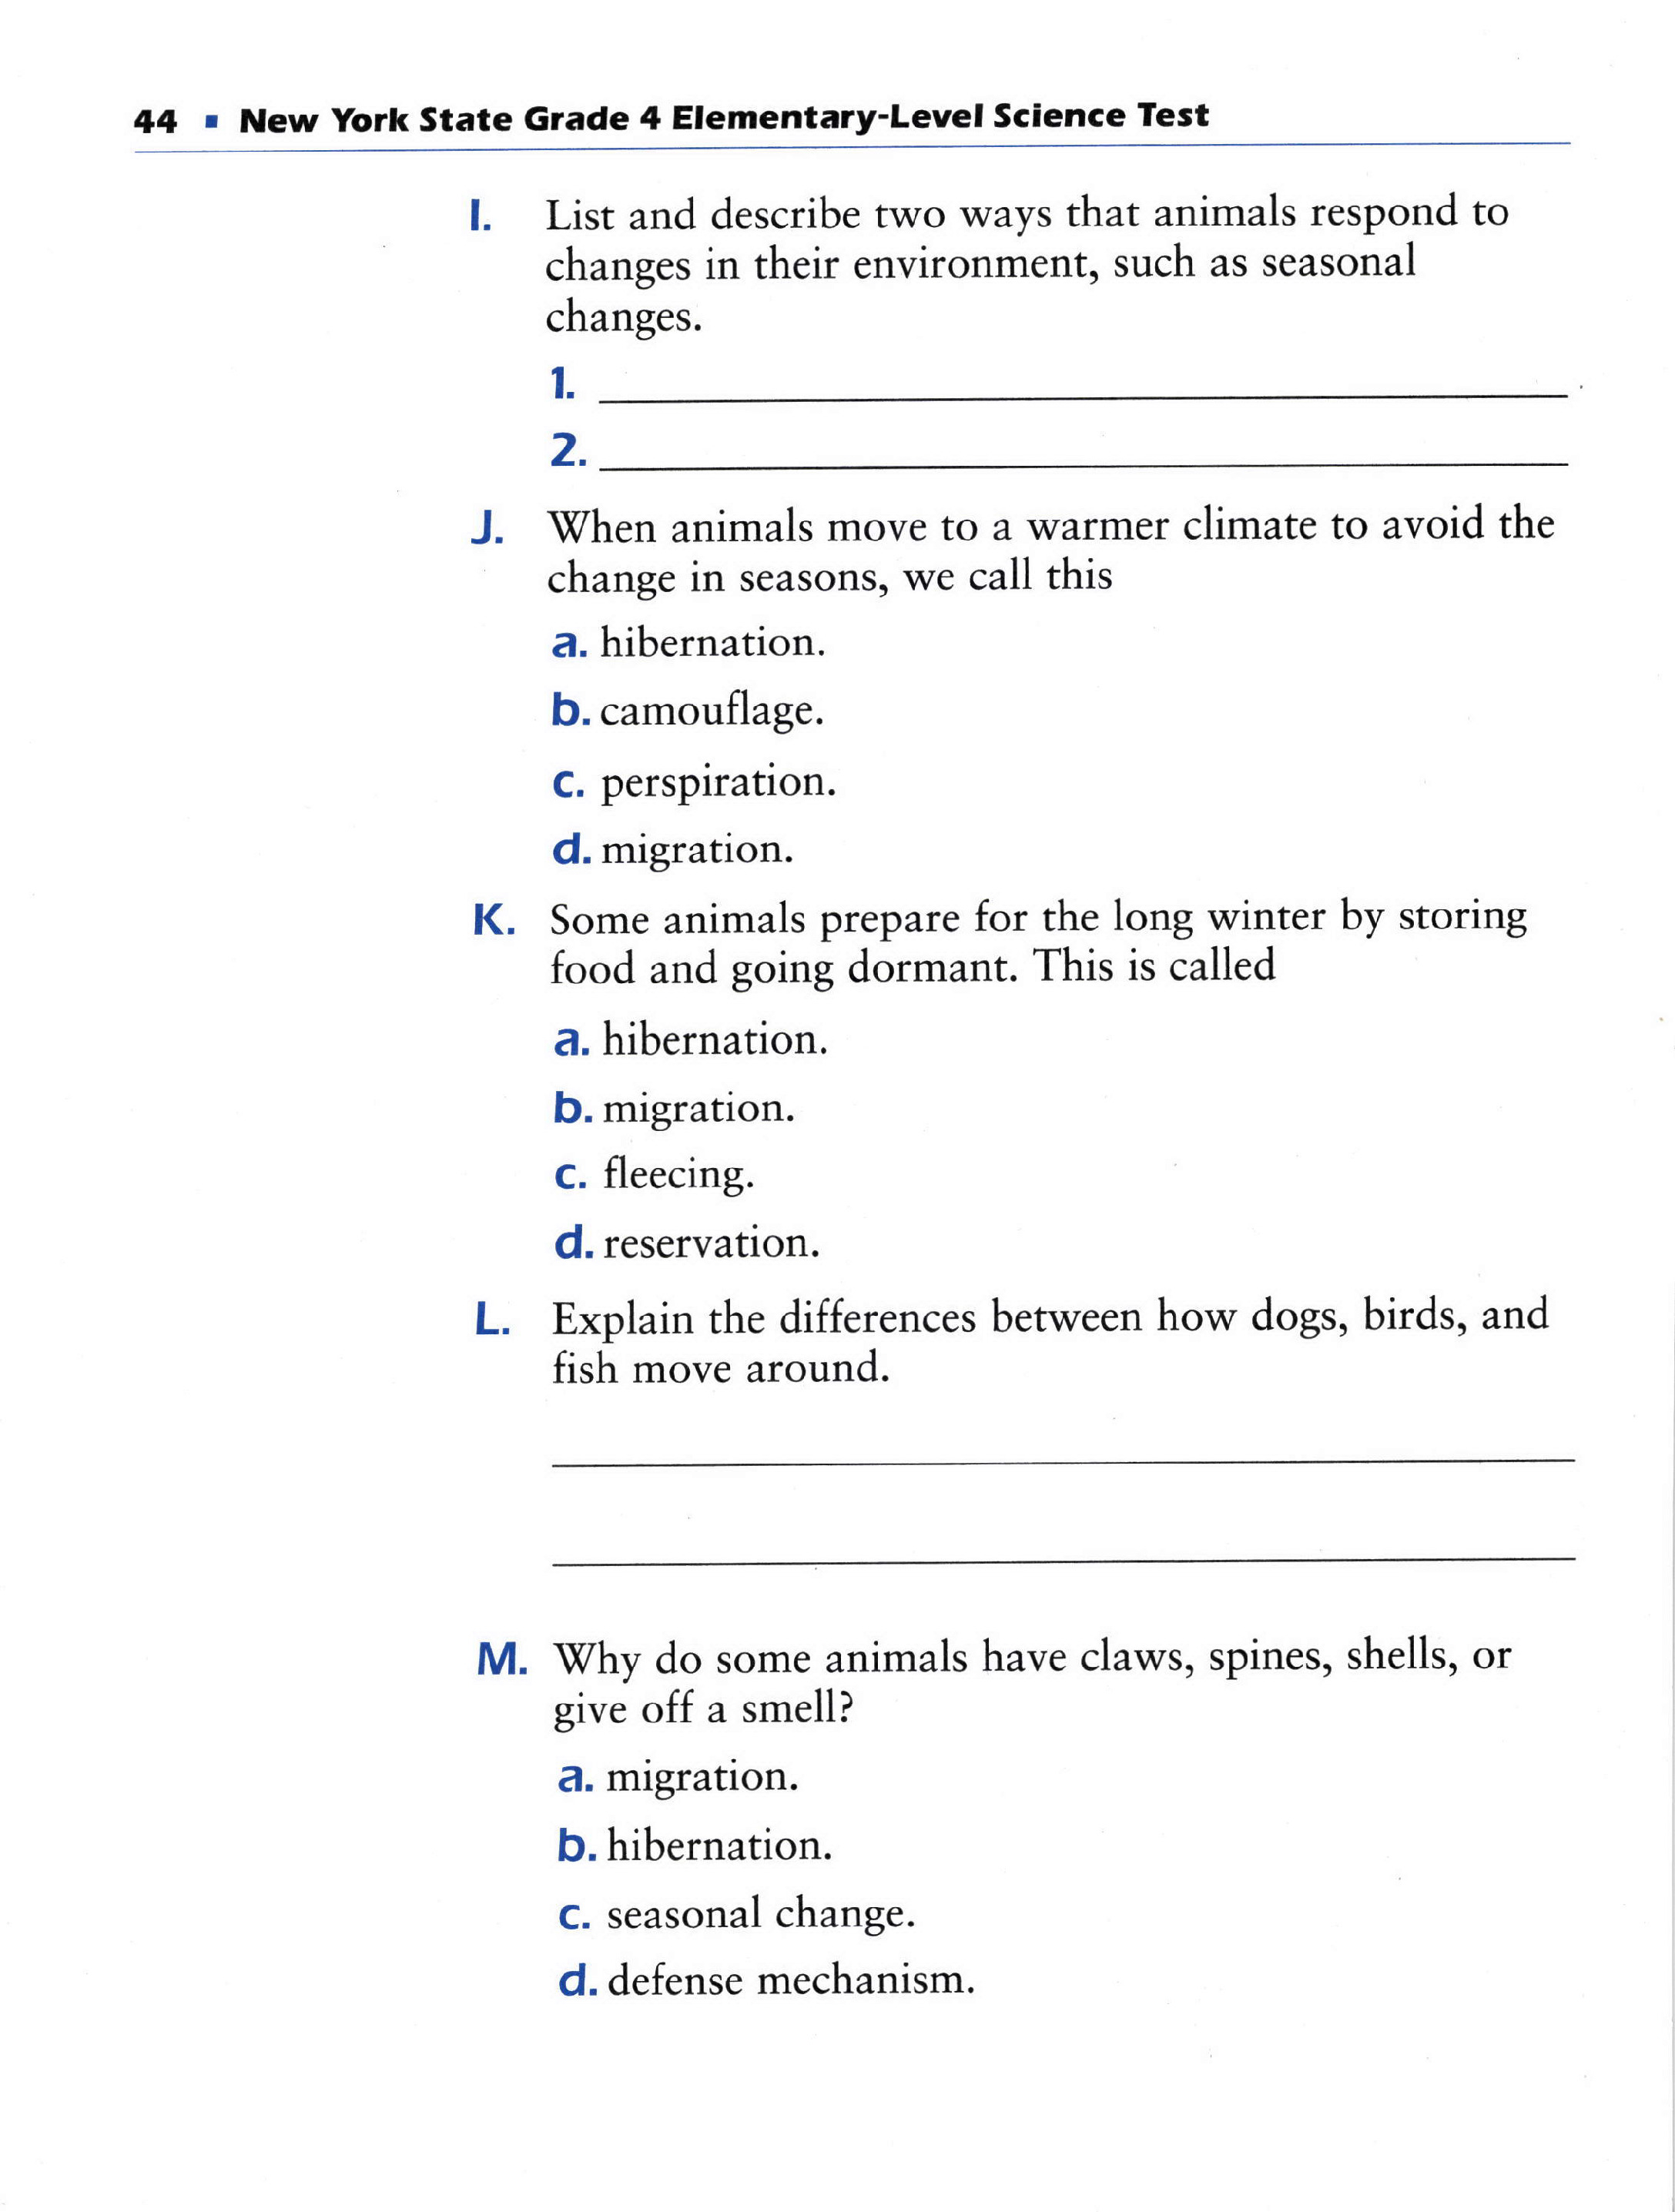 44 ▪ New York State Grade 4 Elementary-Level Science Test
I. List and describe two ways that animals respond to
changes in their environment, such as seasonal
changes.
1.
2.
J. When animals move to a warmer climate to avoid the
change in seasons, we call this
a. hibernation.
b. camouflage.
c. perspiration.
d. migration.
K. Some animals prepare for the long winter by storing
food and going dormant. This is called
a. hibernation.
b. migration.
c. fleecing.
d. reservation.
L. Explain the differences between how dogs, birds, and
fish move around.
M. Why do some animals have claws, spines, shells, or
give off a smell?
a. migration.
b. hibernation.
c. seasonal change.
d. defense mechanism.